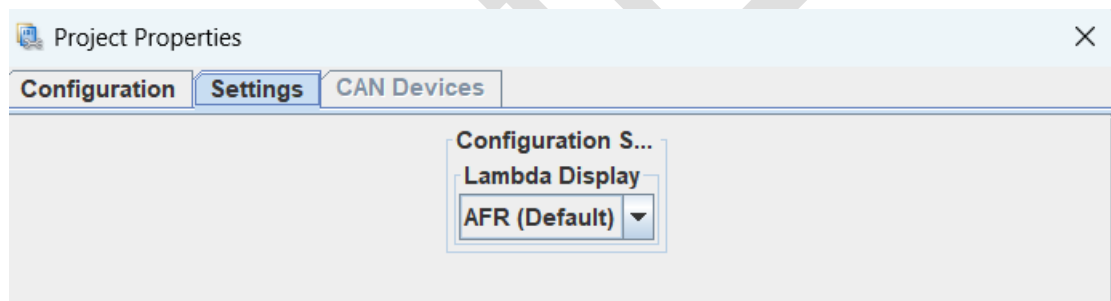 Project Properties
Configuration Settings CAN Devices
Configuration S...
Lambda Display
AFR (Default)